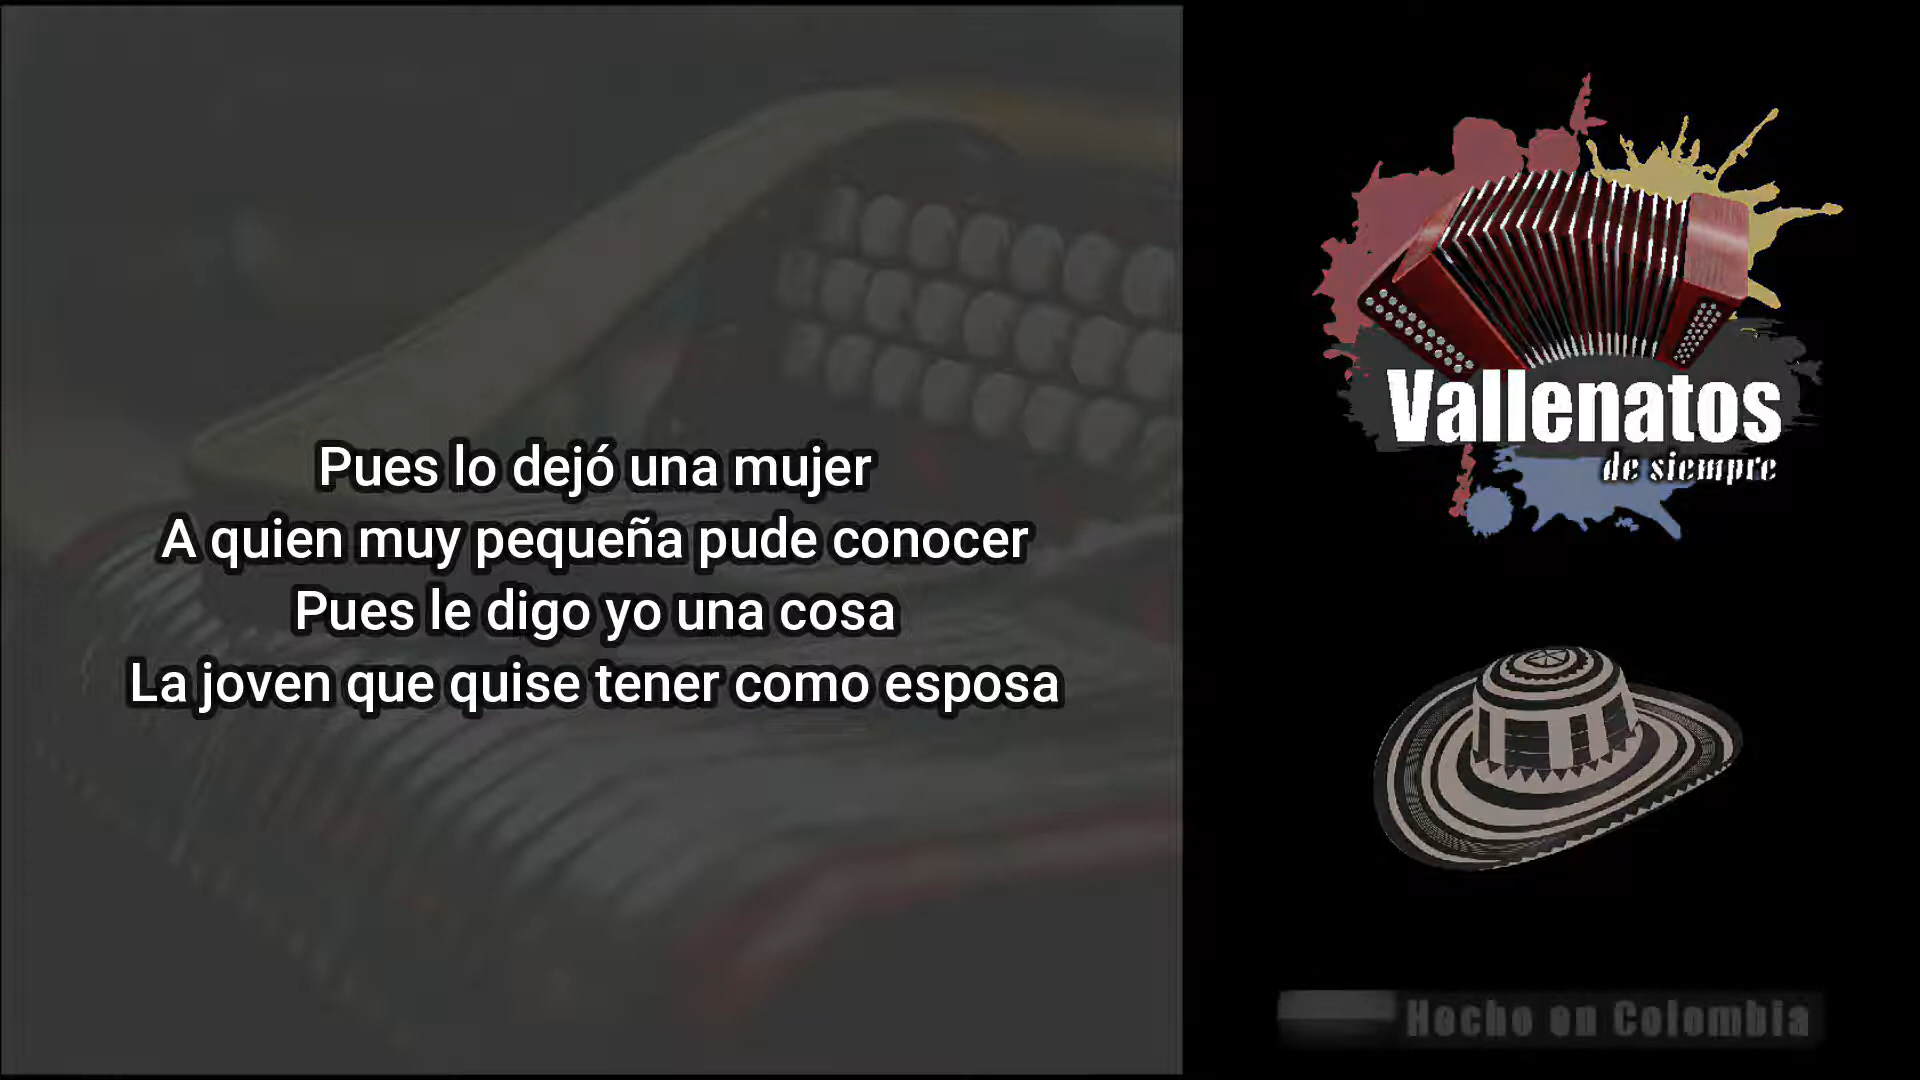 Pues lo dejó una mujer
A quien muy pequeña pude conocer
Pues le digo yo una cosa
La joven que quise tener como esposa
Vallenatos
de siempre
Hecho en Colombia